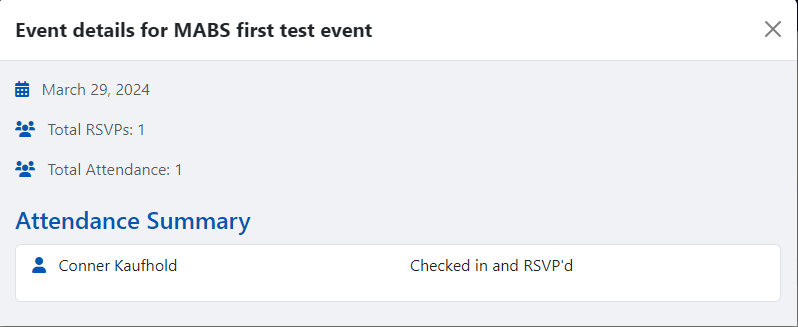 Event details for MABS first test event
March 29, 2024
Total RSVPs: 1
Total Attendance: 1
Attendance Summary
Conner Kaufhold Checked in and RSVP'd